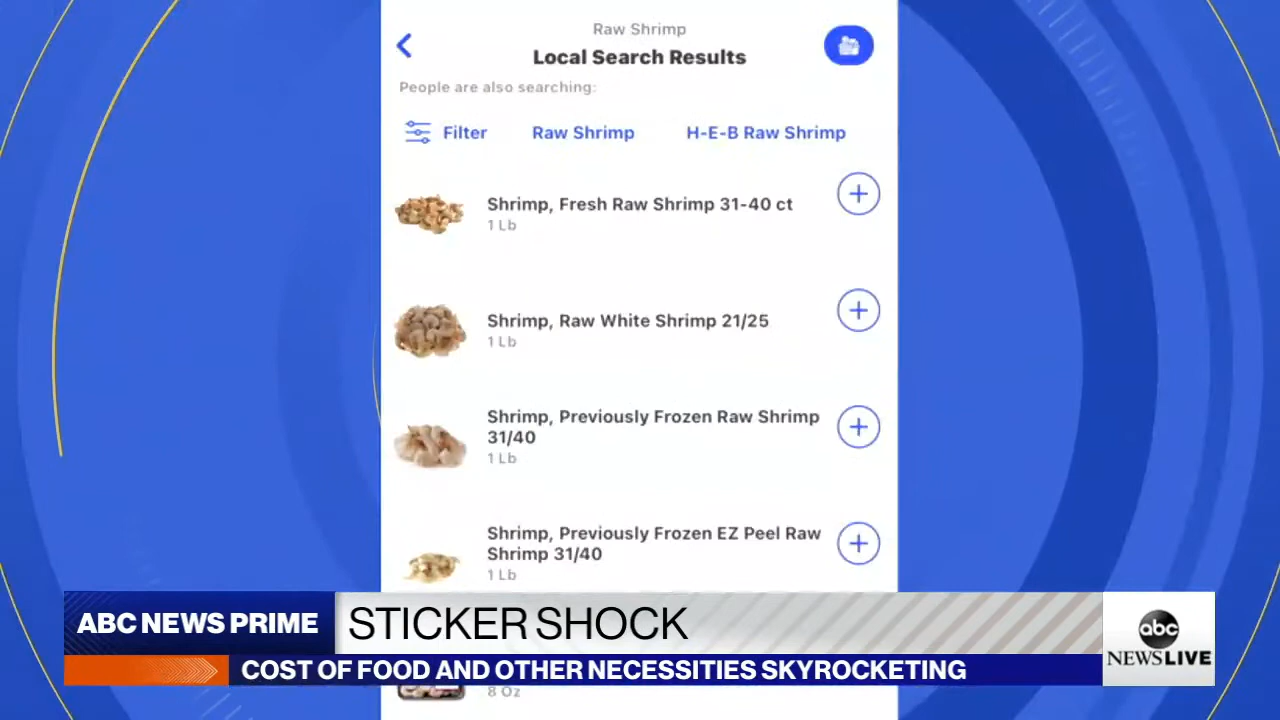 Raw Shrimp
Local Search Results
People are also searching:
Filter
Raw Shrimp
H-E-B Raw Shrimp
Shrimp, Fresh Raw Shrimp 31-40 ct
1 Lb
Shrimp, Raw White Shrimp 21/25
1 Lb
Shrimp, Previously Frozen Raw Shrimp
31/40
1 Lb
Shrimp, Previously Frozen EZ Peel Raw
Shrimp 31/40
1 Lb
ABC NEWS PRIME
STICKER SHOCK
COST OF FOOD AND OTHER NECESSITIES SKYROCKETING
abc
NEWSLIVE
8 Oz